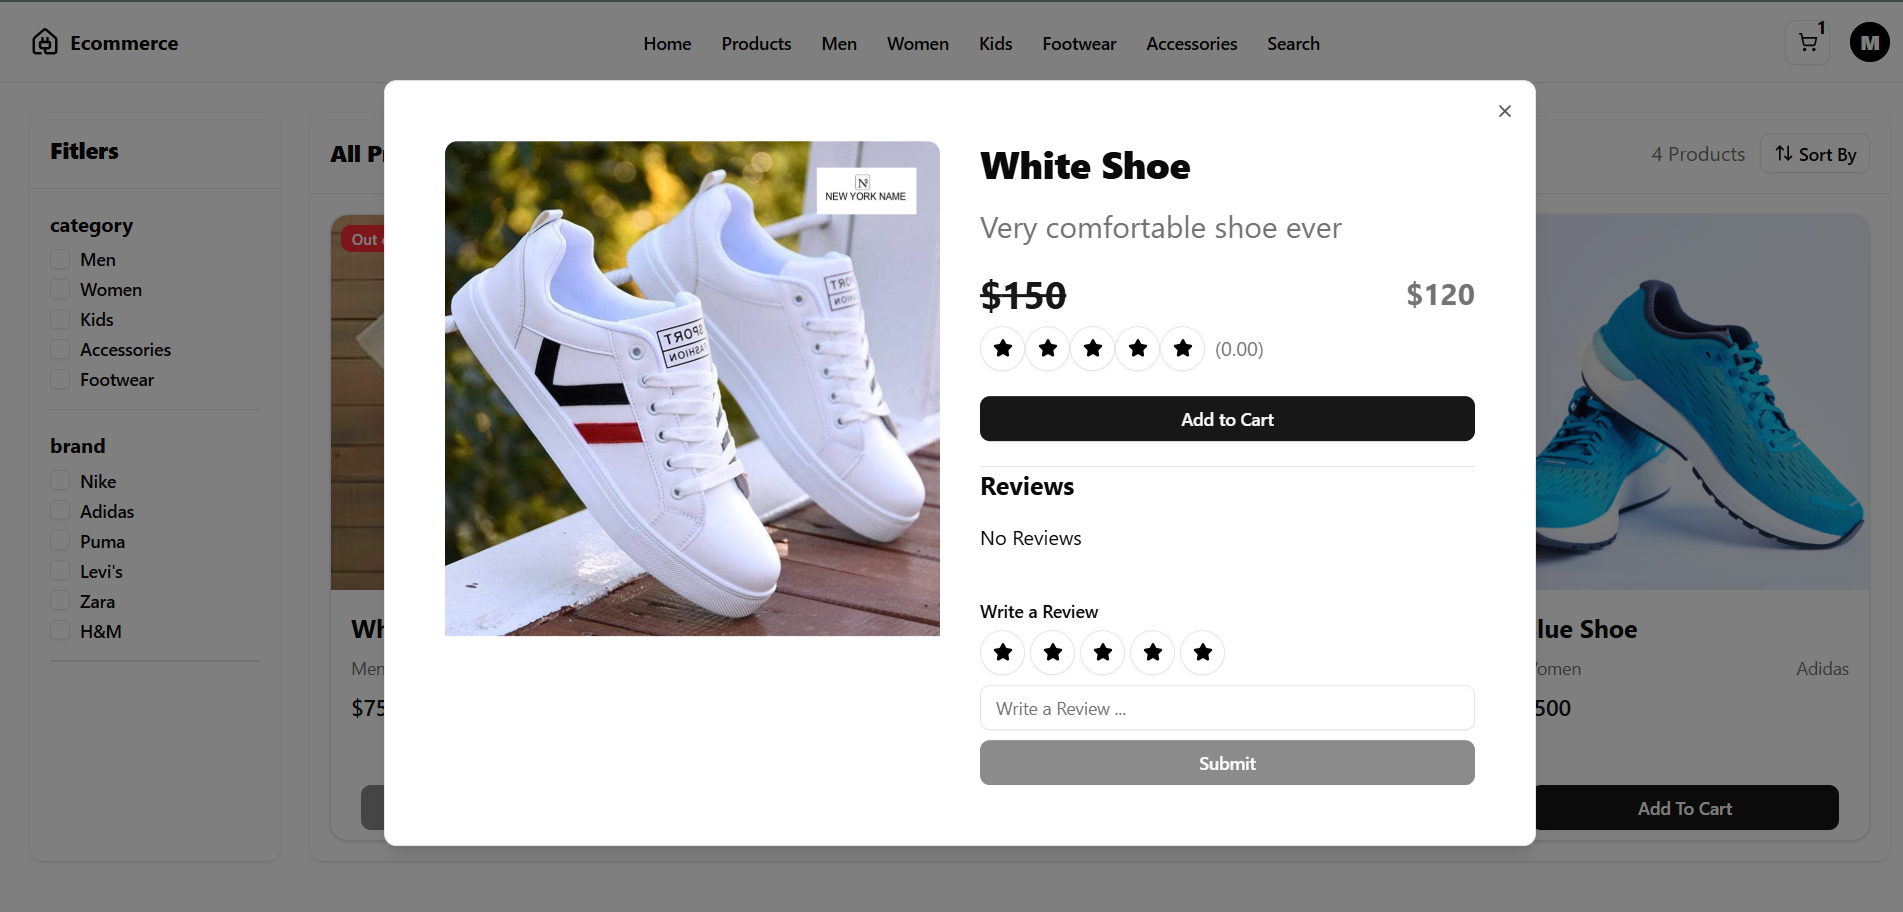 Ecommerce
Home Products Men Women Kids Footwear Accessories Search
1
M
Fitlers
category
Men
Women
Kids
Accessories
Footwear
brand
Nike
Adidas
Puma
Levi's
Zara
H&M
All
4 Products
Sort By
Out
Men
$75
White Shoe
Very comfortable shoe ever
$150
$120
(0.00)
Add to Cart
Reviews
No Reviews
Write a Review
Write a Review ...
Submit
N
NEW YORK NAME
SPORT
FASHION
SPORT
FASHION
lue Shoe
omen
Adidas
500
Add To Cart